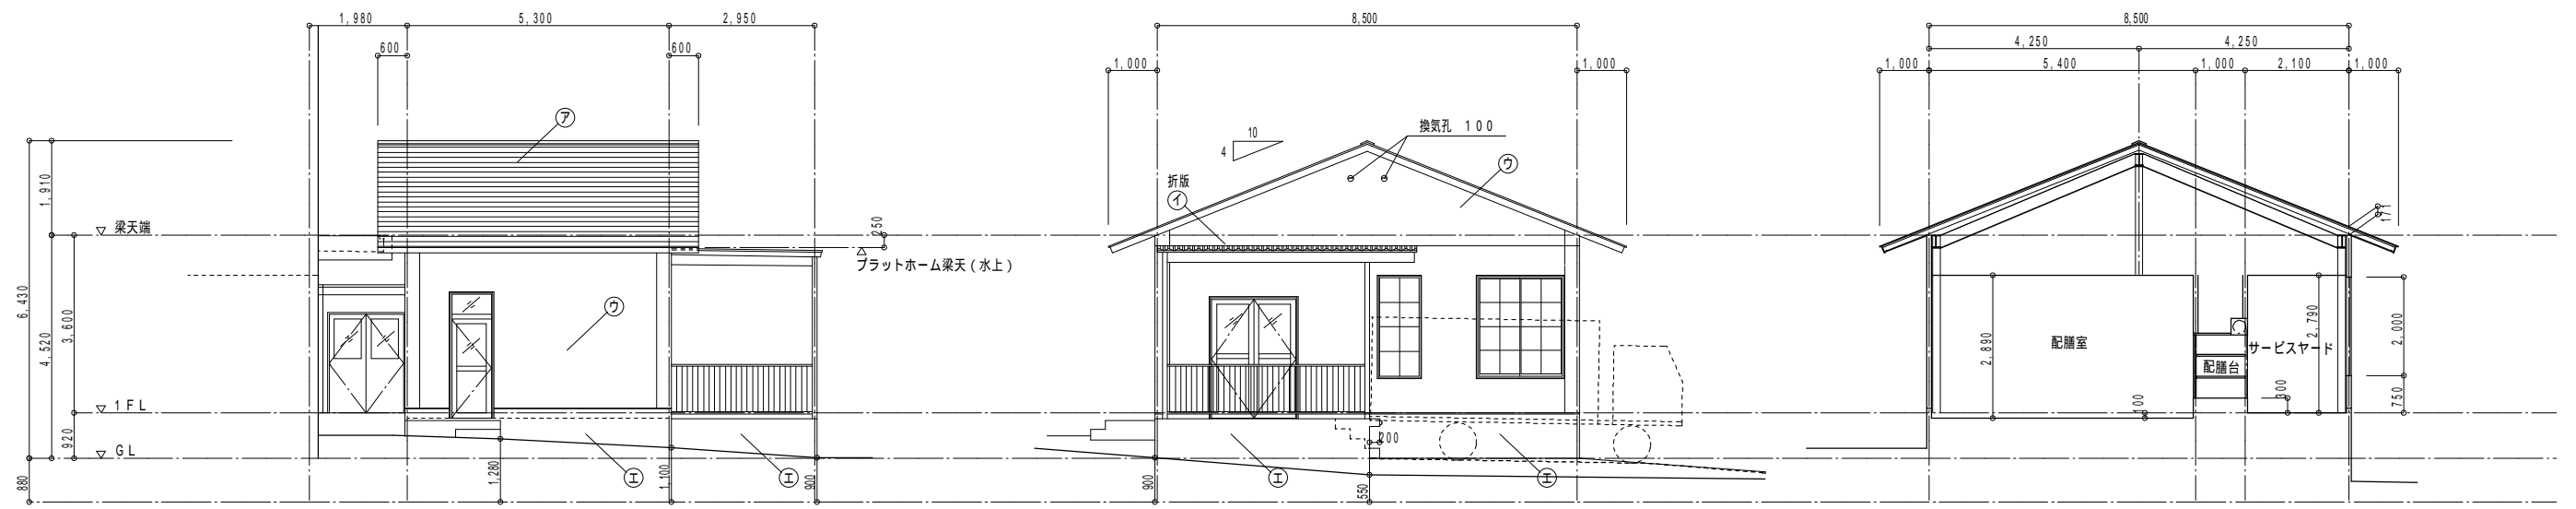 1,980
5,300
2,950
600
600
ア
1,910
梁天端
250
プラットホーム梁天(水上)
6,430
4,520
3,600
ウ
1FL
920
GL
880
1,280
1,100
900
エ
エ
8,500
1,000
1,000
10
4
換気孔 100
折版
イ
ウ
200
900
550
エ
エ
8,500
4,250
4,250
1,000
5,400
1,000
2,100
1,000
171
配膳室
2,890
100
配膳台
サービスヤード
300
2,790
2,000
750